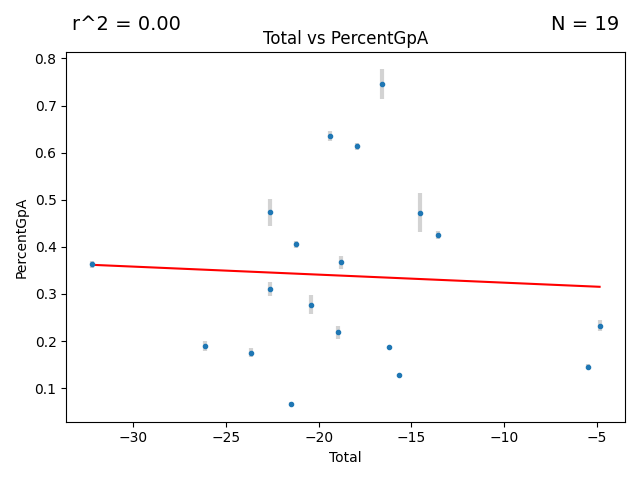 r^2 = 0.00
N = 19
Total vs PercentGpA
0.8
0.7
0.6
0.5
0.4
0.3
0.2
0.1
PercentGpA
−30
−25
−20
−15
−10
−5
Total